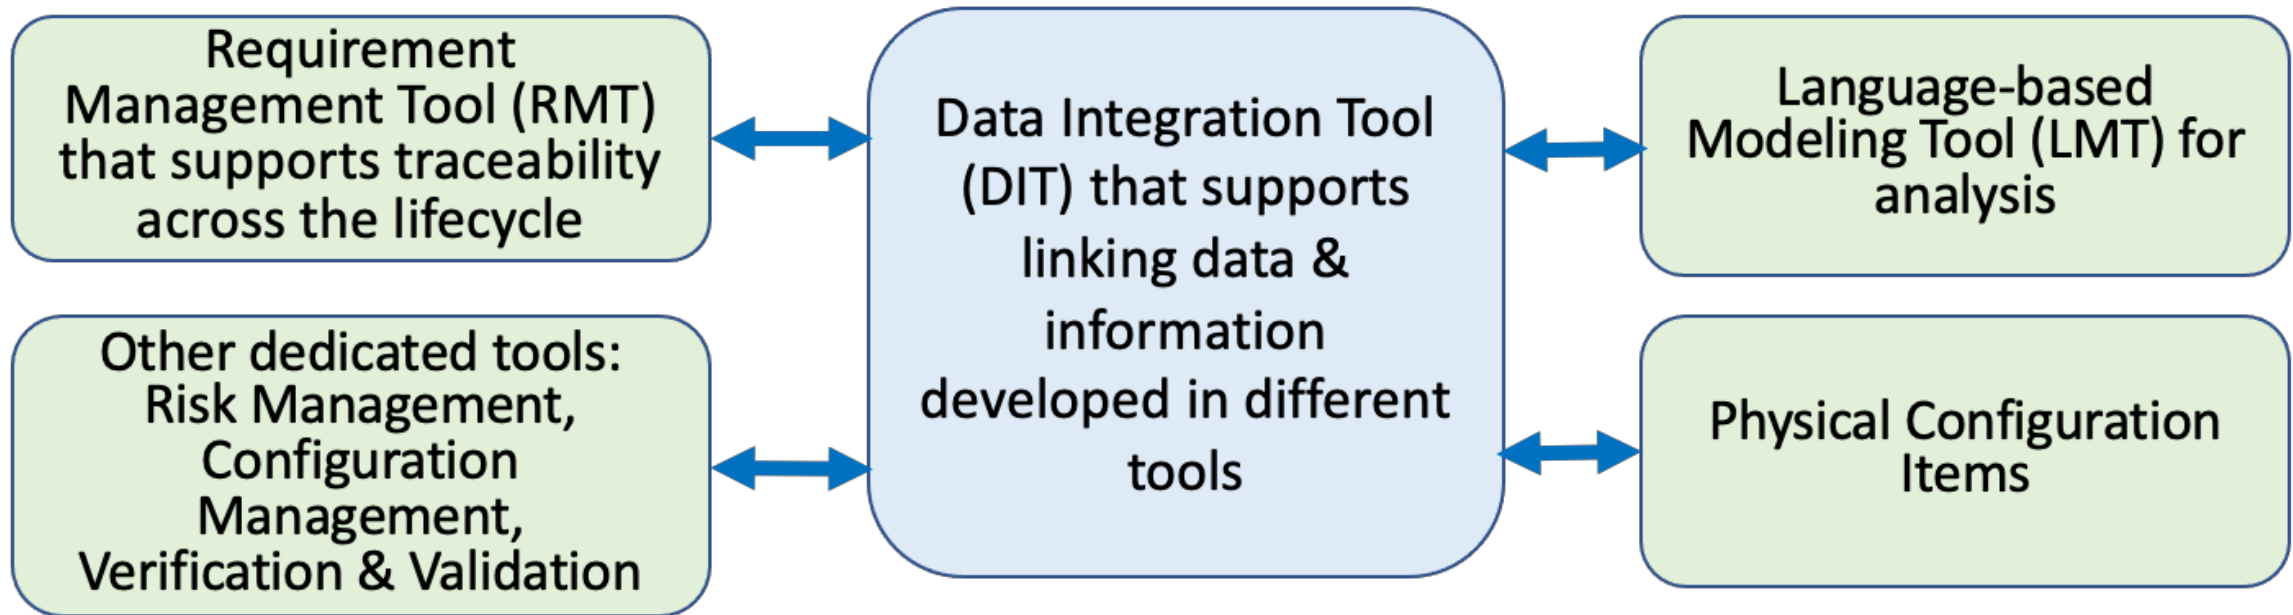 Requirement
Management Tool (RMT)
that supports traceability
across the lifecycle
Other dedicated tools:
Risk Management,
Configuration
Management,
Verification & Validation
Data Integration Tool
(DIT) that supports
linking data &
information
developed in different
tools
Language-based
Modeling Tool (LMT) for
analysis
Physical Configuration
Items